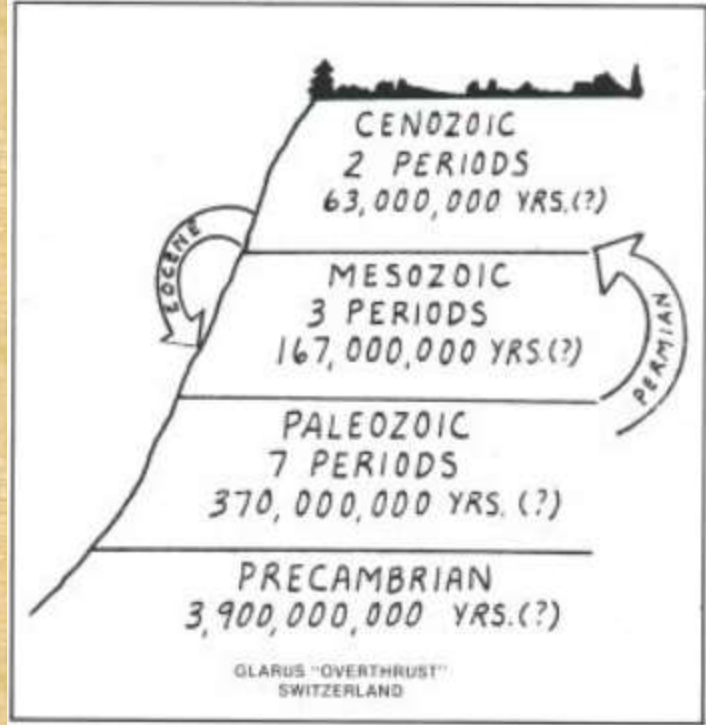 CENOZOIC
2 PERIODS
63,000,000 YRS.(?)
EOCENE
MESOZOIC
3 PERIODS
167,000,000 YRS.(?)
PERMIAN
PALEOZOIC
7 PERIODS
370,000,000 YRS. (?)
PRECAMBRIAN
3,900,000,000 YRS.(?)
GLARUS "OVERTHRUST"
SWITZERLAND